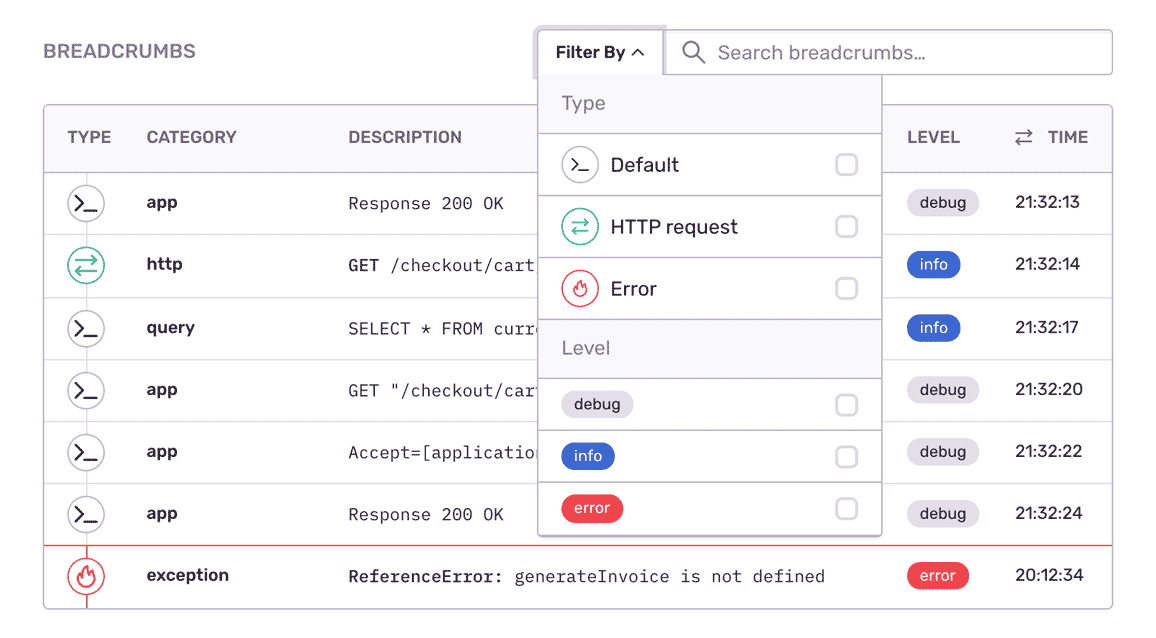 BREADCRUMBS
Filter By
Search breadcrumbs...
Type
Default
HTTP request
Error
Level
debug
info
error
TYPE CATEGORY DESCRIPTION LEVEL TIME
app Response 200 OK debug 21:32:13
http GET /checkout/cart info 21:32:14
query SELECT * FROM curr info 21:32:17
app GET "/checkout/car debug 21:32:20
app Accept=[applicatio debug 21:32:22
app Response 200 OK debug 21:32:24
exception ReferenceError: generateInvoice is not defined error 20:12:34